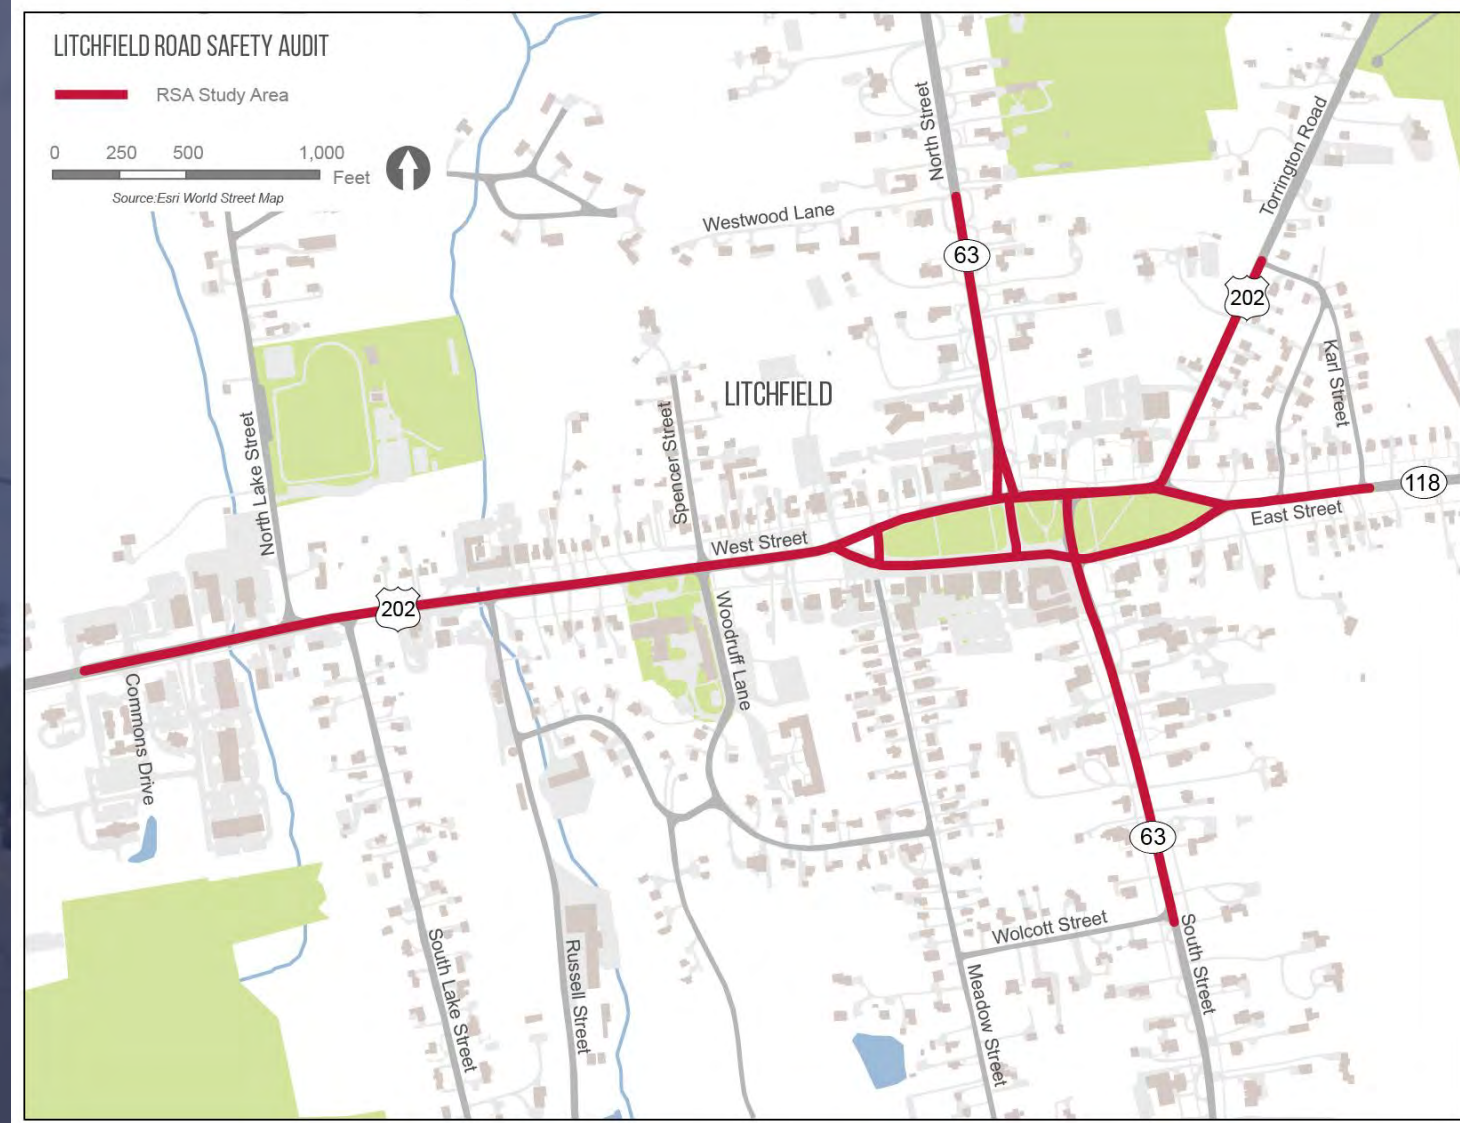 LITCHFIELD ROAD SAFETY AUDIT
RSA Study Area
0 250 500 1,000
Feet
Source:Esri World Street Map
North Street
Torrington Road
Westwood Lane
63
202
Karl Street
LITCHFIELD
North Lake Street
Spencer Street
118
East Street
West Street
202
Woodruff Lane
Commons Drive
63
Wolcott Street
South Street
South Lake Street
Russell Street
Meadow Street